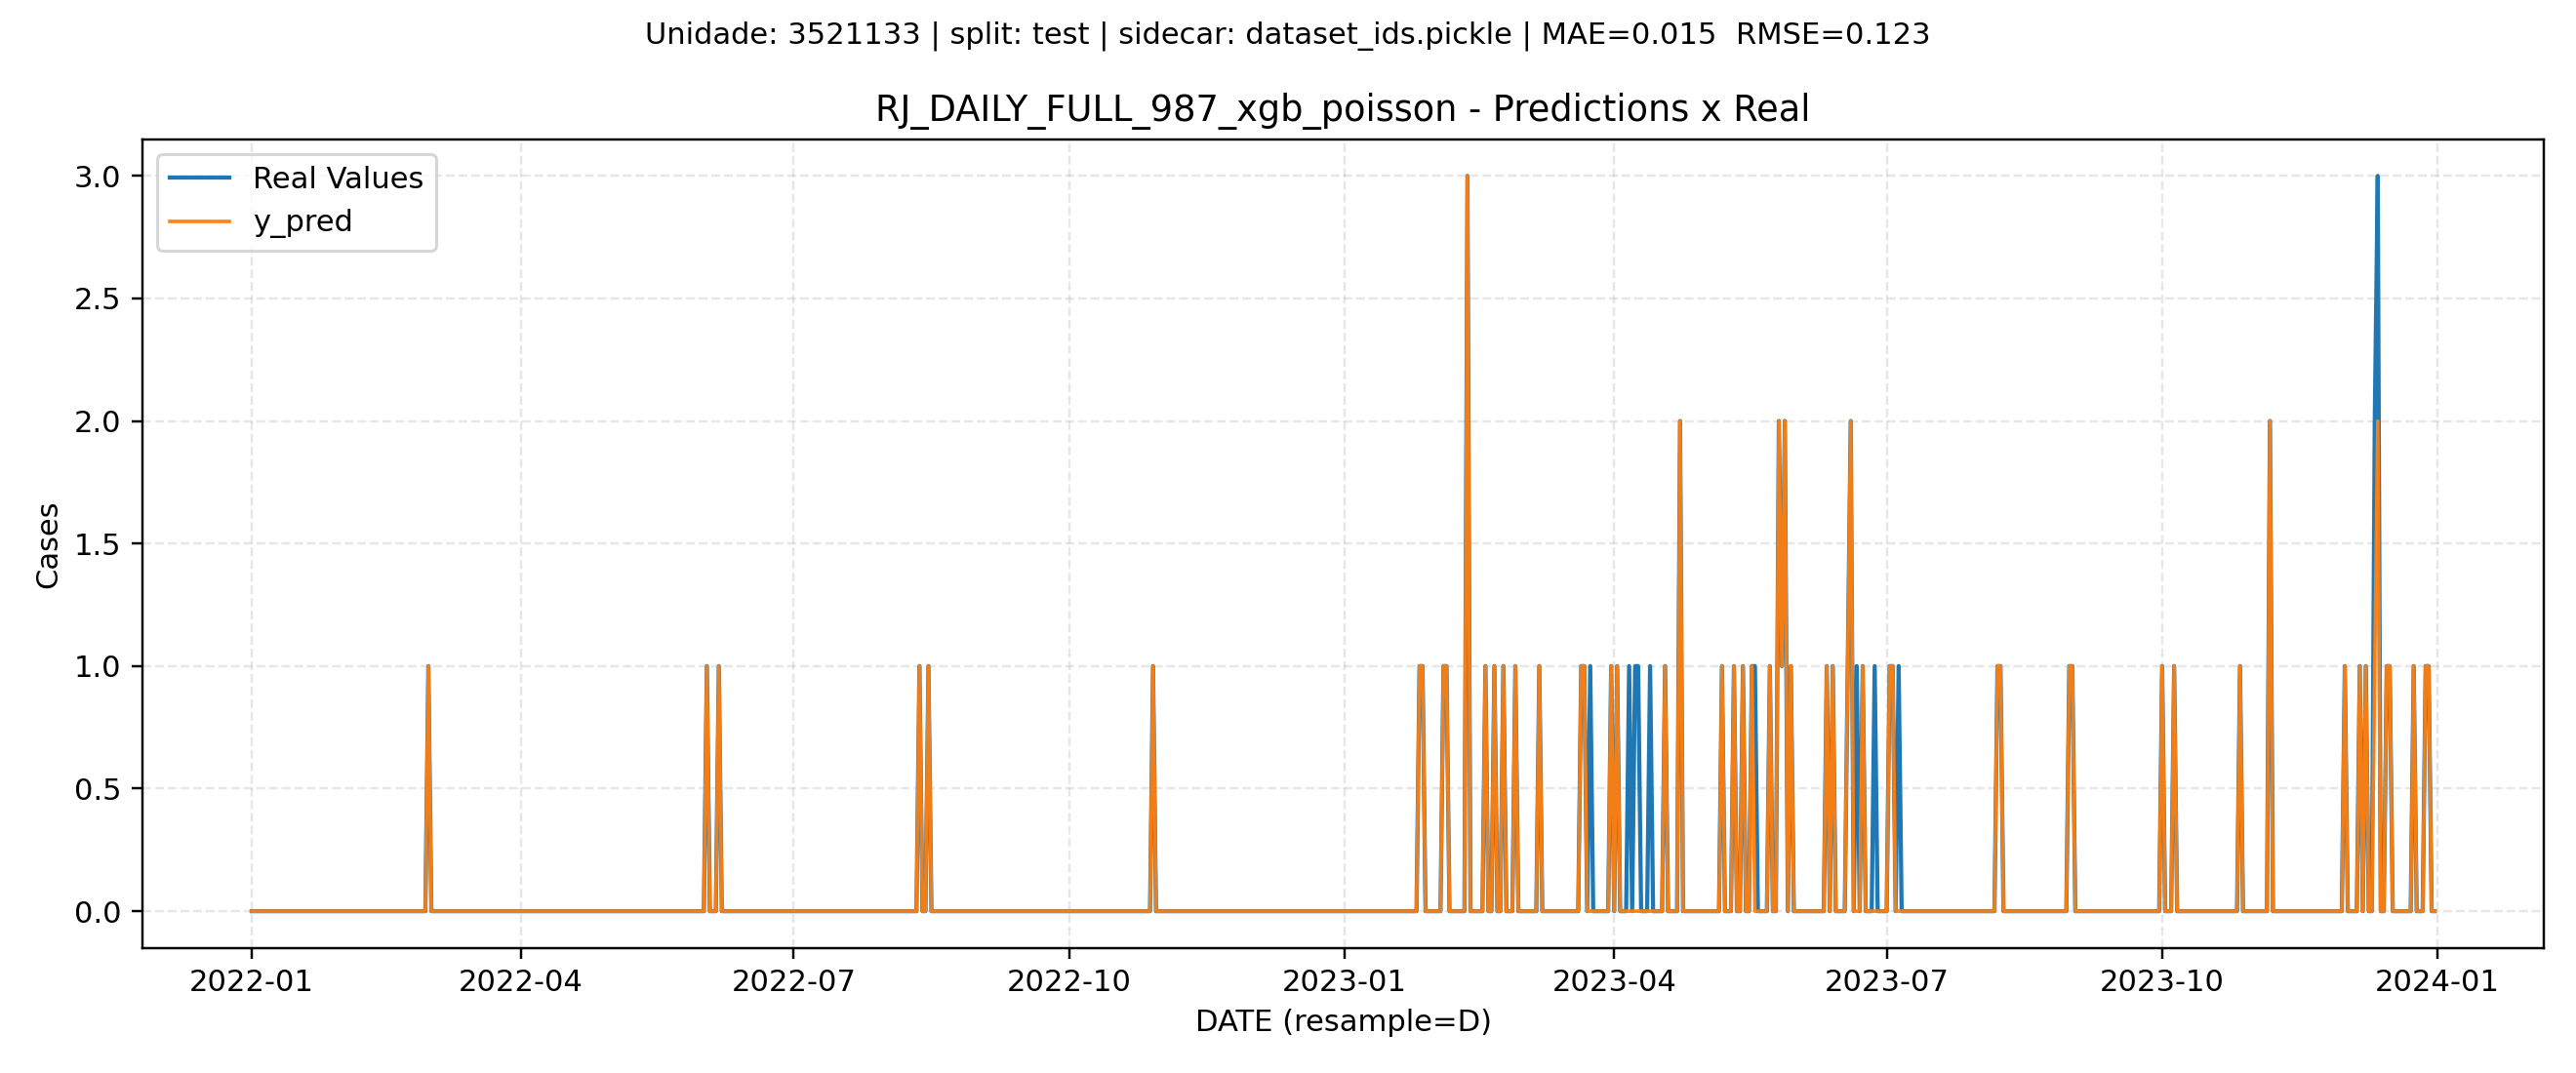 Unidade: 3521133 | split: test | sidecar: dataset_ids.pickle | MAE=0.015  RMSE=0.123
RJ_DAILY_FULL_987_xgb_poisson - Predictions x Real
Real Values
y_pred
3.0
2.5
2.0
1.5
1.0
0.5
0.0
Cases
2022-01 2022-04 2022-07 2022-10 2023-01 2023-04 2023-07 2023-10 2024-01
DATE (resample=D)